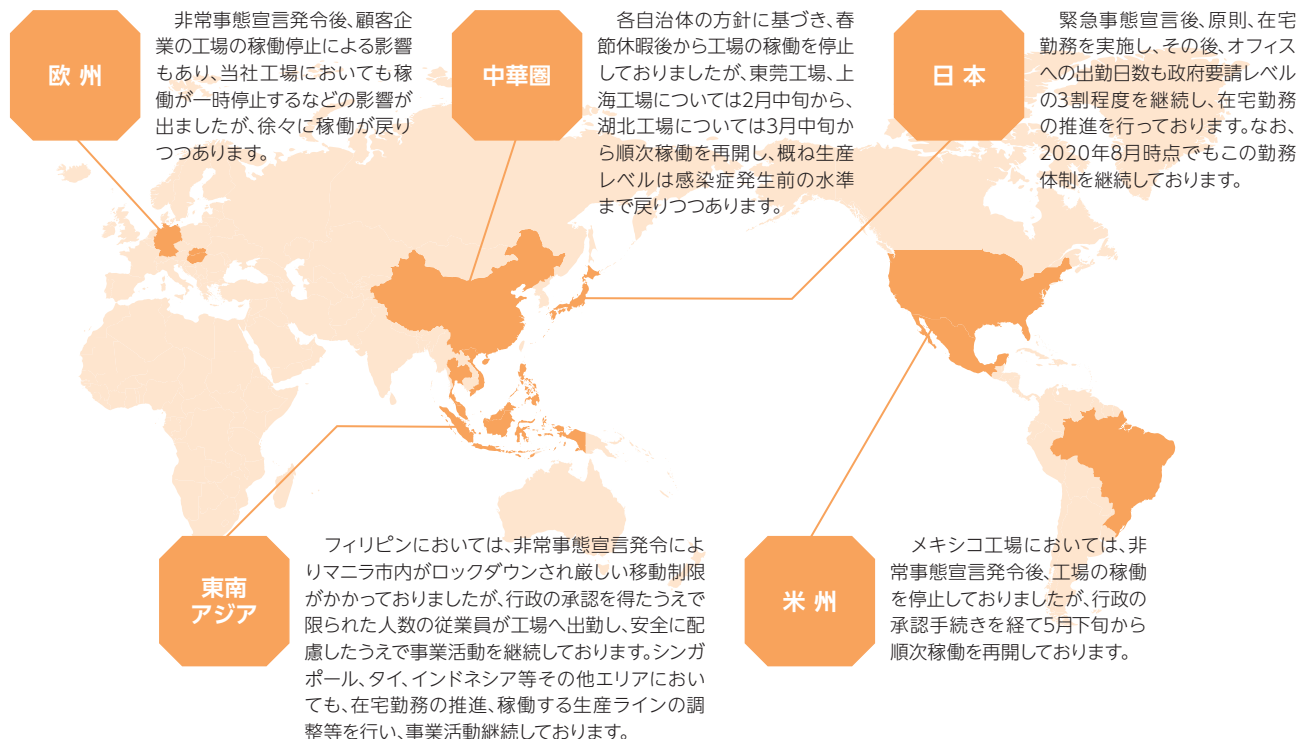 欧 州
非常事態宣言発令後、顧客企
業の工場の稼働停止による影響
もあり、当社工場においても稼
働が一時停止するなどの影響が
出ましたが、徐々に稼働が戻り
つつあります。
中華圏
各自治体の方針に基づき、春
節休暇後から工場の稼働を停止
しておりましたが、東莞工場、上
海工場については2月中旬から、
湖北工場については3月中旬か
ら順次稼働を再開し、概ね生産
レベルは感染症発生前の水準
まで戻りつつあります。
日 本
緊急事態宣言後、原則、在宅
勤務を実施し、その後、オフィス
への出勤日数も政府要請レベル
の3割程度を継続し、在宅勤務
の推進を行っております。なお、
2020年8月時点でもこの勤務
体制を継続しております。
東南
アジア
フィリピンにおいては、非常事態宣言発令によ
りマニラ市内がロックダウンされ厳しい移動制限
がかかっておりましたが、行政の承認を得たうえで
限られた人数の従業員が工場へ出勤し、安全に配
慮したうえで事業活動を継続しております。シンガ
ポール、タイ、インドネシア等その他エリアにおい
ても、在宅勤務の推進、稼働する生産ラインの調
整等を行い、事業活動継続しております。
米 州
メキシコ工場においては、非
常事態宣言発令後、工場の稼働
を停止しておりましたが、行政の
承認手続きを経て5月下旬から
順次稼働を再開しております。